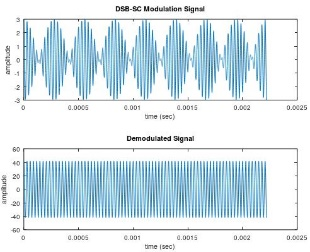 DSB-SC Modulation Signal
3
2
1
0
-1
-2
-3
amplitude
0 0.0005 0.001 0.0015 0.002 0.0025
time (sec)
Demodulated Signal
60
40
20
0
-20
-40
-60
amplitude
0 0.0005 0.001 0.0015 0.002 0.0025
time (sec)